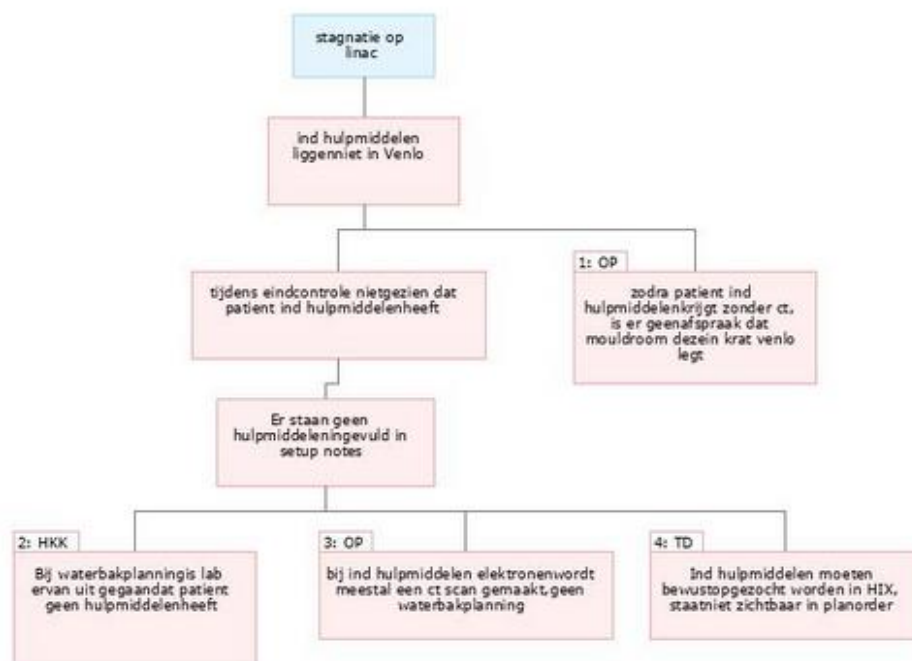 stagnatie op
linac
ind hulpmiddelen
liggenniet in Venlo
tijdens eindcontrole nietgezien dat
patient ind hulpmiddelenheeft
1: OP
zodra patient ind
hulpmiddelenkrijgt zonder ct,
is er geenafspraak dat
mouldroom dezein krat venlo
legt
Er staan geen
hulpmiddeleningevuld in
setup notes
2: HKK
Bij waterbakplanningis lab
ervan uit gegaandat patient
geen hulpmiddelenheeft
3: OP
bij ind hulpmiddelen elektronenwordt
meestal een ct scan gemaakt,geen
waterbakplanning
4: TD
Ind hulpmiddelen moeten
bewustopgezocht worden in HIX,
staatniet zichtbaar in planorder